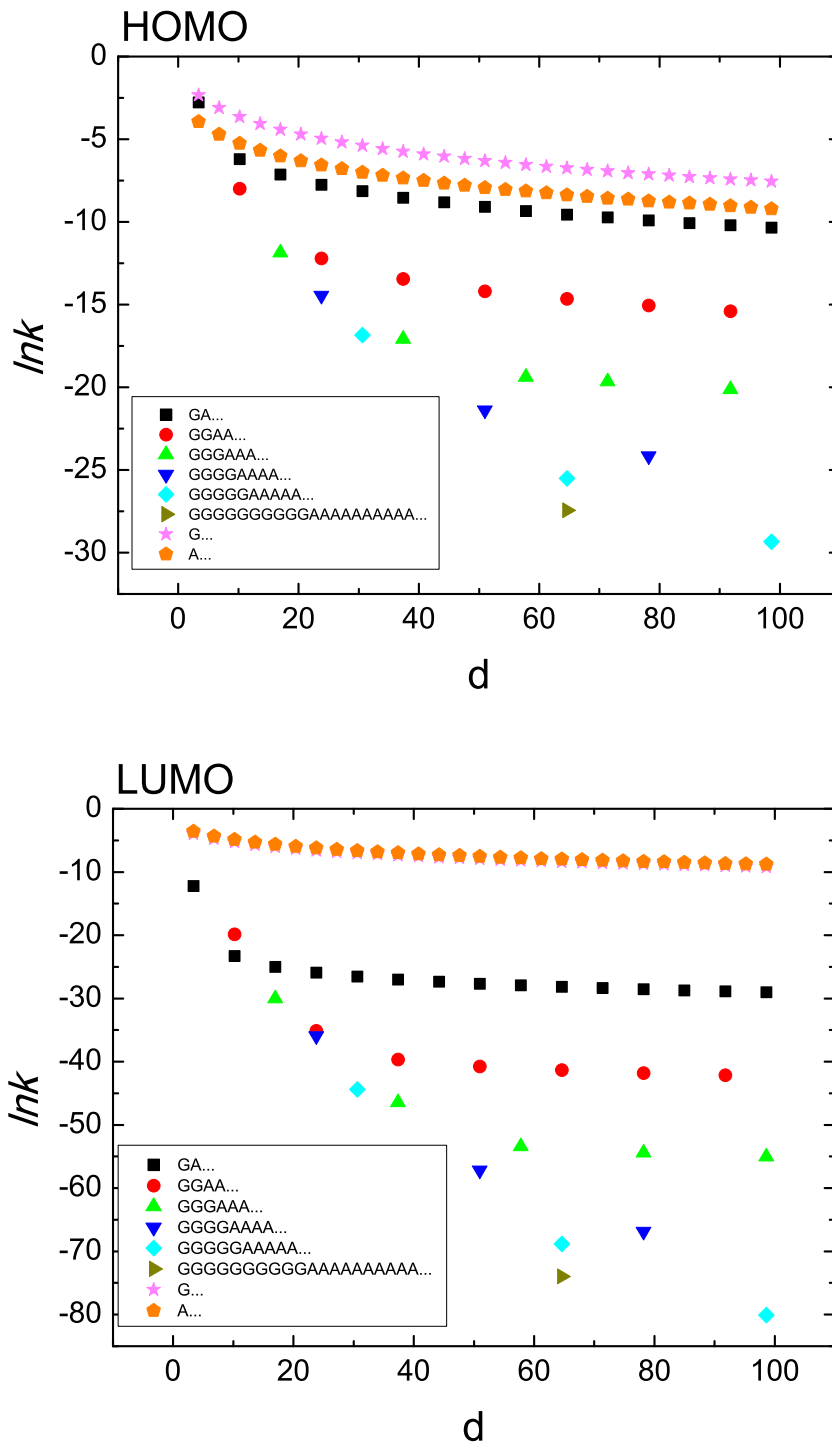 HOMO
0
-5
-10
-15
-20
-25
-30
lnk
GA...
GGAA...
GGGAAA...
GGGGAAAA...
GGGGGAAAAA...
GGGGGGGGGGAAAAAAAAAA...
G...
A...
0 20 40 60 80 100
d
LUMO
0
-10
-20
-30
-40
-50
-60
-70
-80
lnk
GA...
GGAA...
GGGAAA...
GGGGAAAA...
GGGGGAAAAA...
GGGGGGGGGGAAAAAAAAAA...
G...
A...
0 20 40 60 80 100
d